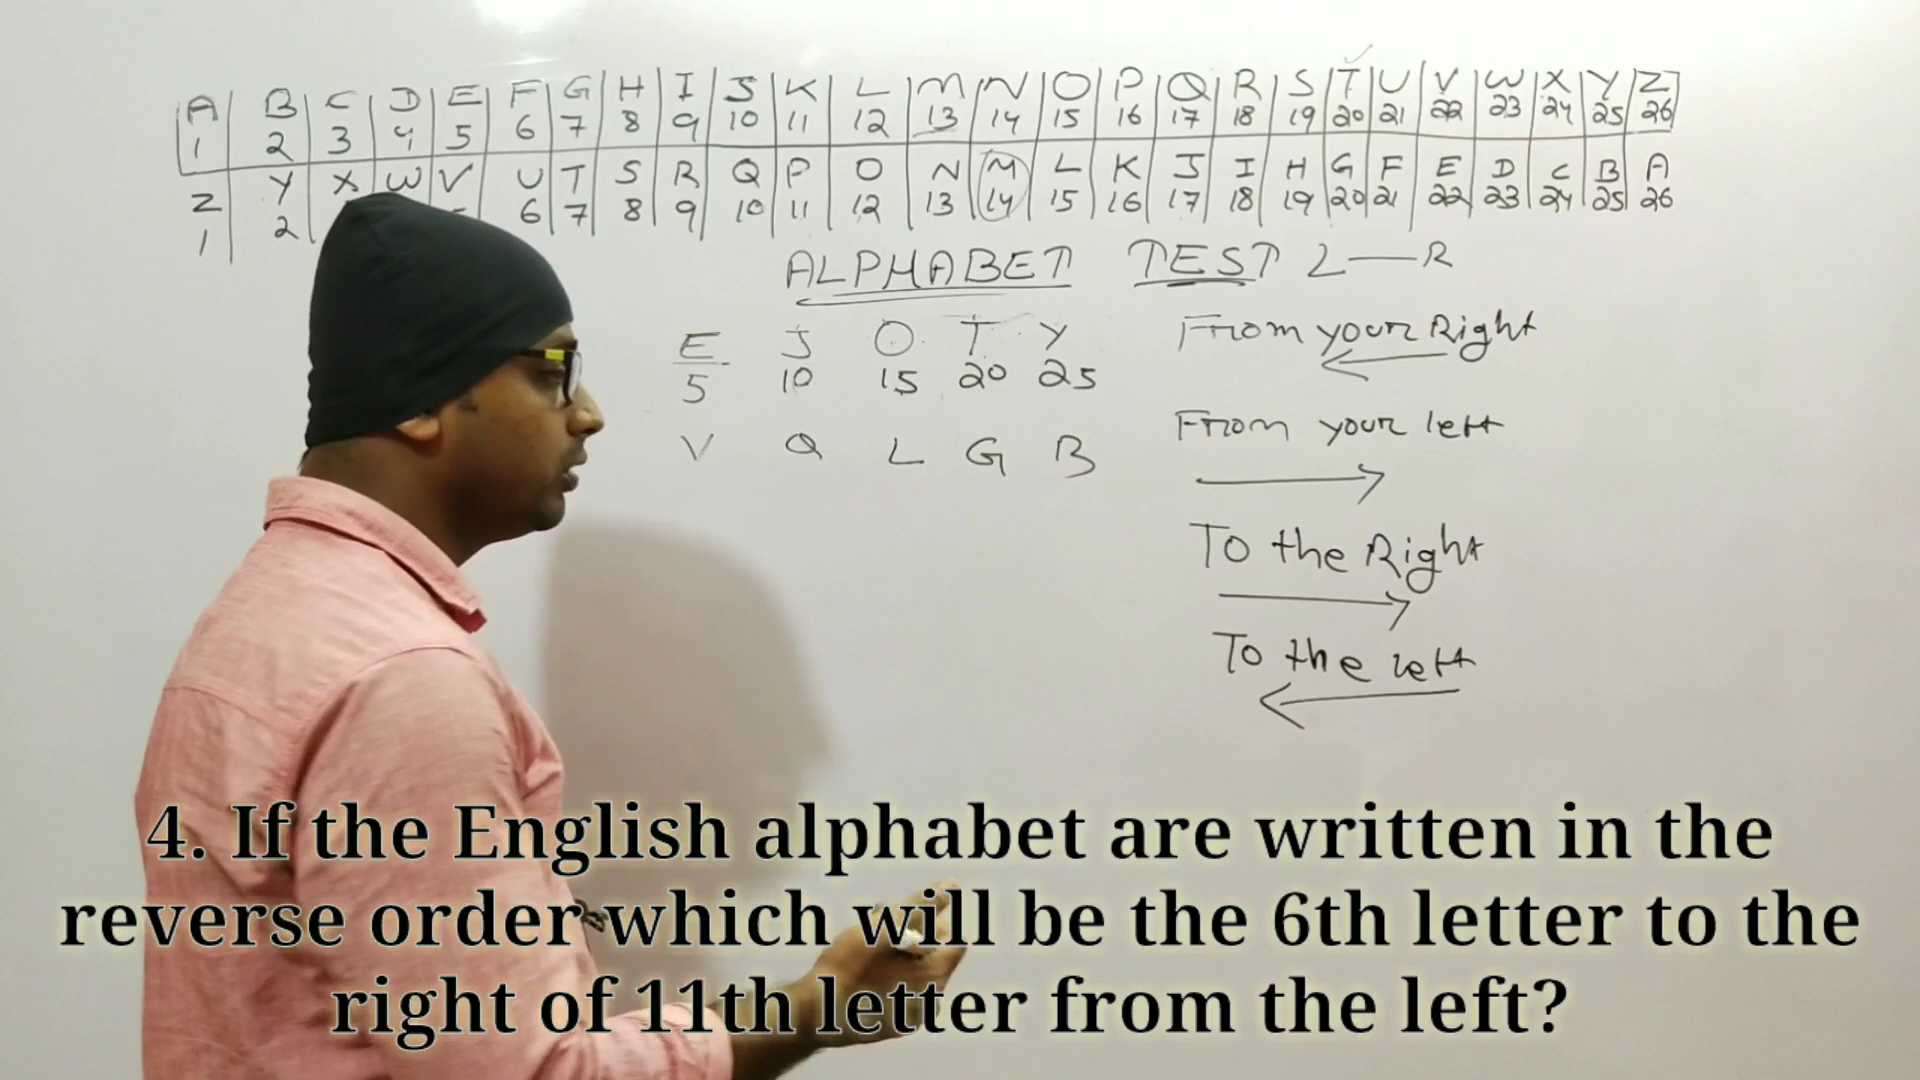 A B C D E F G H I J K L M N O P Q R S T U V W X Y Z
1 2 3 4 5 6 7 8 9 10 11 12 13 14 15 16 17 18 19 20 21 22 23 24 25 26
Z Y X W V U T S R Q P O N M L K J I H G F E D C B A
1 2 6 7 8 9 10 11 12 13 14 15 16 17 18 19 20 21 22 23 24 25 26
ALPHABET TEST L—R
E J O T Y
5 10 15 20 25
V Q L G B
From your Right
From your left
To the Right
To the left
4. If the English alphabet are written in the
reverse order which will be the 6th letter to the
right of 11th letter from the left?